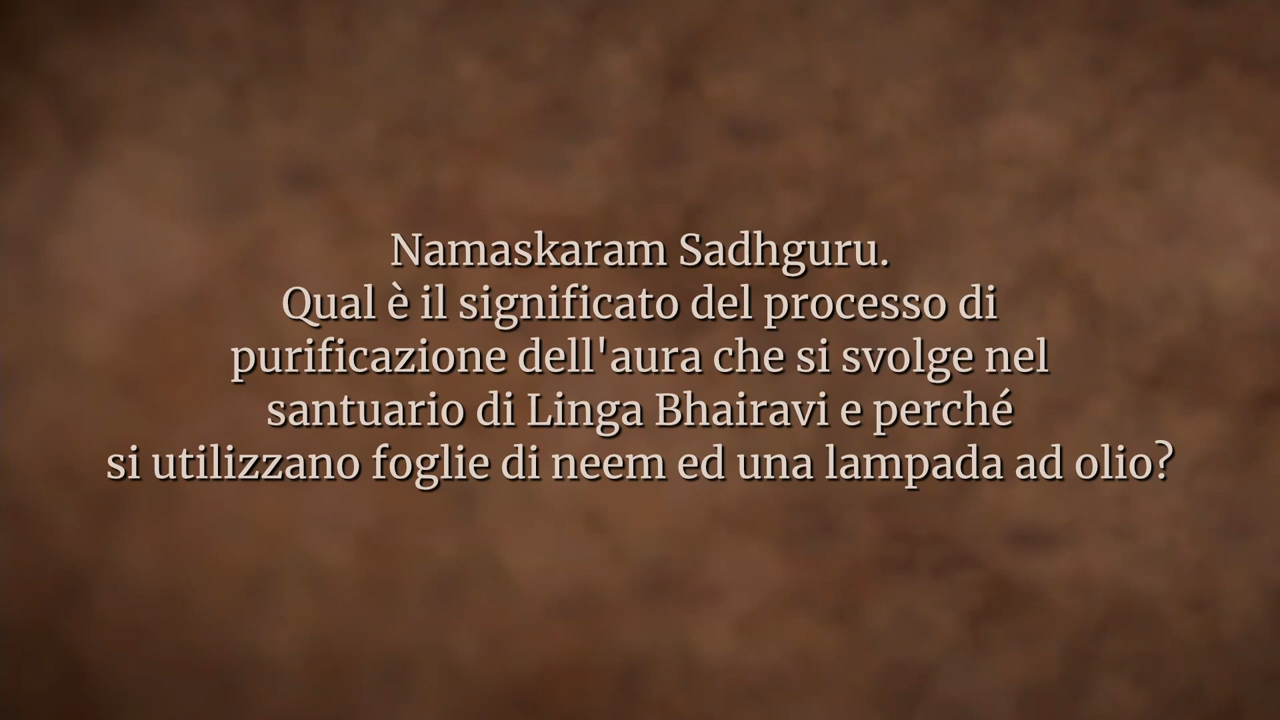 Namaskaram Sadhguru.
Qual è il significato del processo di
purificazione dell'aura che si svolge nel
santuario di Linga Bhairavi e perché
si utilizzano foglie di neem ed una lampada ad olio?